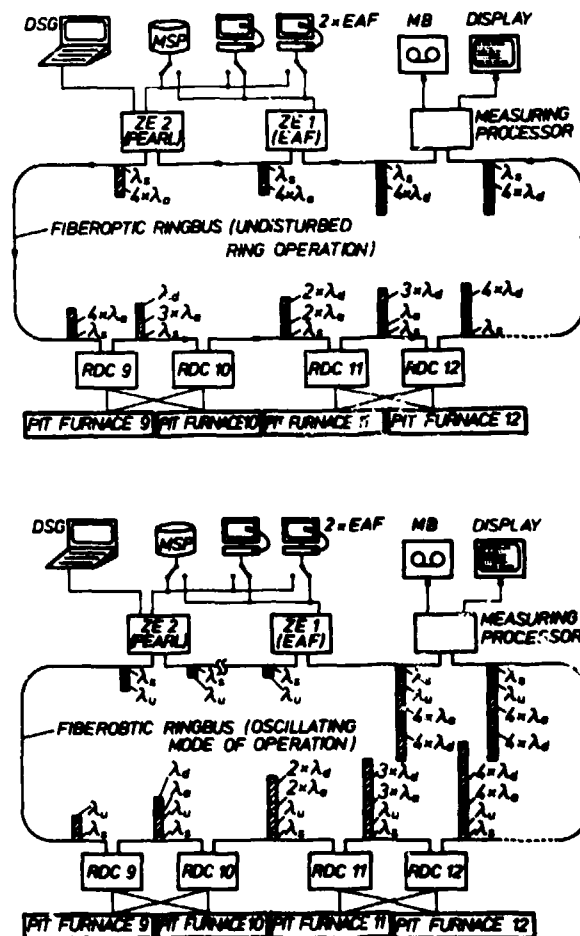 DSG
MSP
2×EAF
MB
DISPLAY
ZE 2
(PEARL)
ZE 1
(EAF)
MEASURING
PROCESSOR
λs
4×λa
λs
4×λa
λs
4×λd
λs
4×λd
FIBEROPTIC RINGBUS (UNDISTURBED
RING OPERATION)
4×λa
λs
λd
3×λa
λs
2×λd
2×λa
λs
3×λd
λa
λs
4×λd
λs
RDC 9
RDC 10
RDC 11
RDC 12
PIT FURNACE 9
PIT FURNACE 10
PIT FURNACE 11
PIT FURNACE 12
DSG
MSP
2×EAF
MB
DISPLAY
ZE 2
(PEARL)
ZE 1
(EAF)
MEASURING
PROCESSOR
λs
λu
λs
λu
λs
λu
λs
λu
4×λa
4×λd
λs
λu
4×λa
4×λd
FIBEROBTIC RINGBUS (OSCILLATING
MODE OF OPERATION)
λu
λs
λd
λa
λu
λs
2×λd
2×λa
λu
λs
3×λd
3×λa
λu
λs
4×λd
4×λa
λu
λs
RDC 9
RDC 10
RDC 11
RDC 12
PIT FURNACE 9
PIT FURNACE 10
PIT FURNACE 11
PIT FURNACE 12